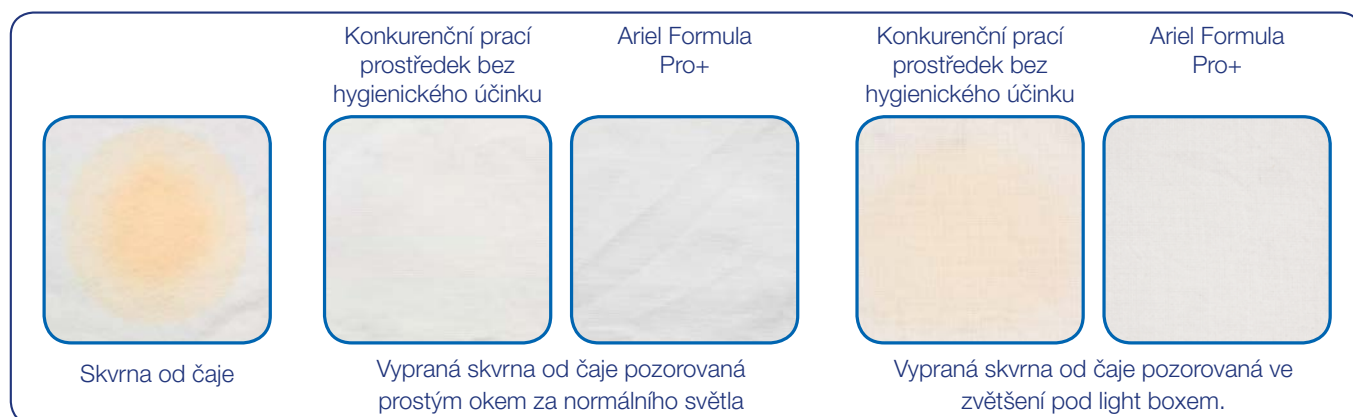 Konkurenční prací
prostředek bez
hygienického účinku
Ariel Formula
Pro+
Konkurenční prací
prostředek bez
hygienického účinku
Ariel Formula
Pro+
Skvrna od čaje
Vypraná skvrna od čaje pozorovaná
prostým okem za normálního světla
Vypraná skvrna od čaje pozorovaná ve
zvětšení pod light boxem.